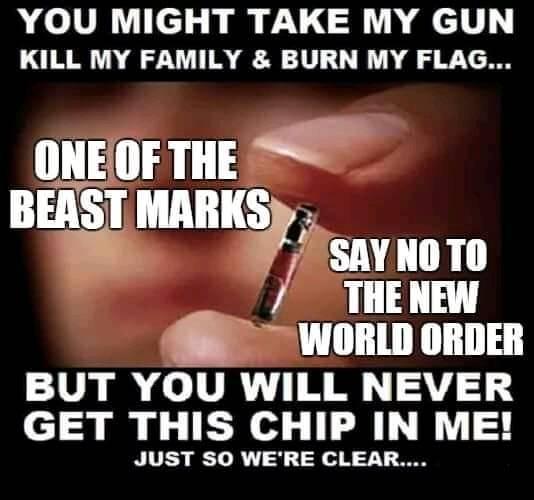 YOU MIGHT TAKE MY GUN
KILL MY FAMILY & BURN MY FLAG...
ONE OF THE
BEAST MARKS
SAY NO TO
THE NEW
WORLD ORDER
BUT YOU WILL NEVER
GET THIS CHIP IN ME!
JUST SO WE'RE CLEAR....